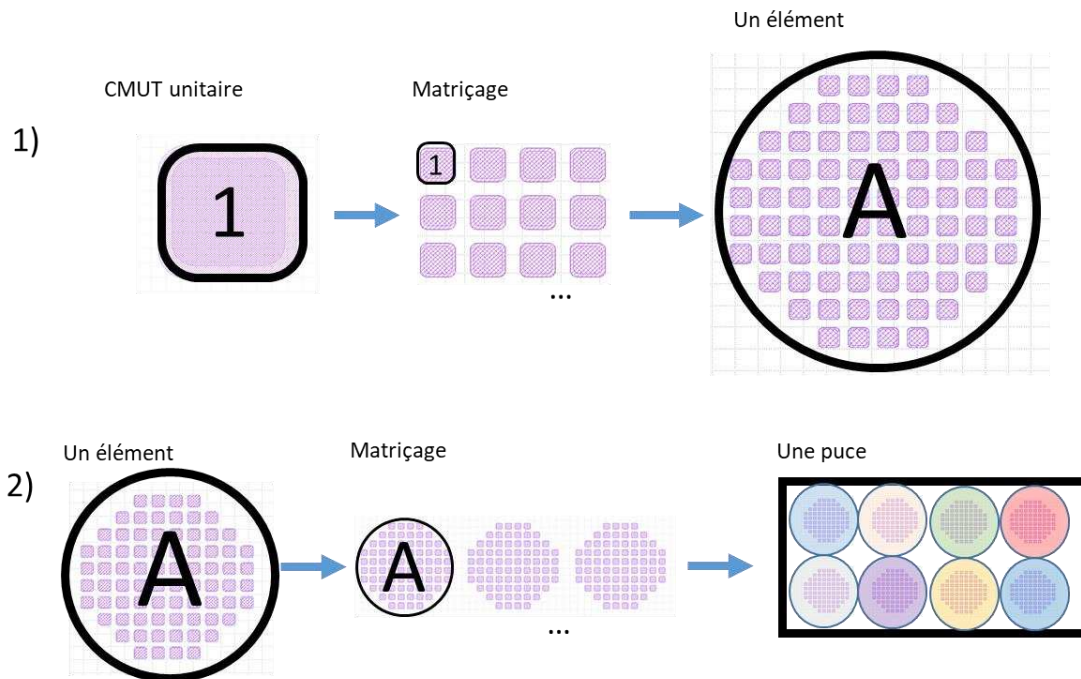 Un élément
CMUT unitaire
Matriçage
1)
1
1
A
...
Un élément
Matriçage
Une puce
2)
A
A
...